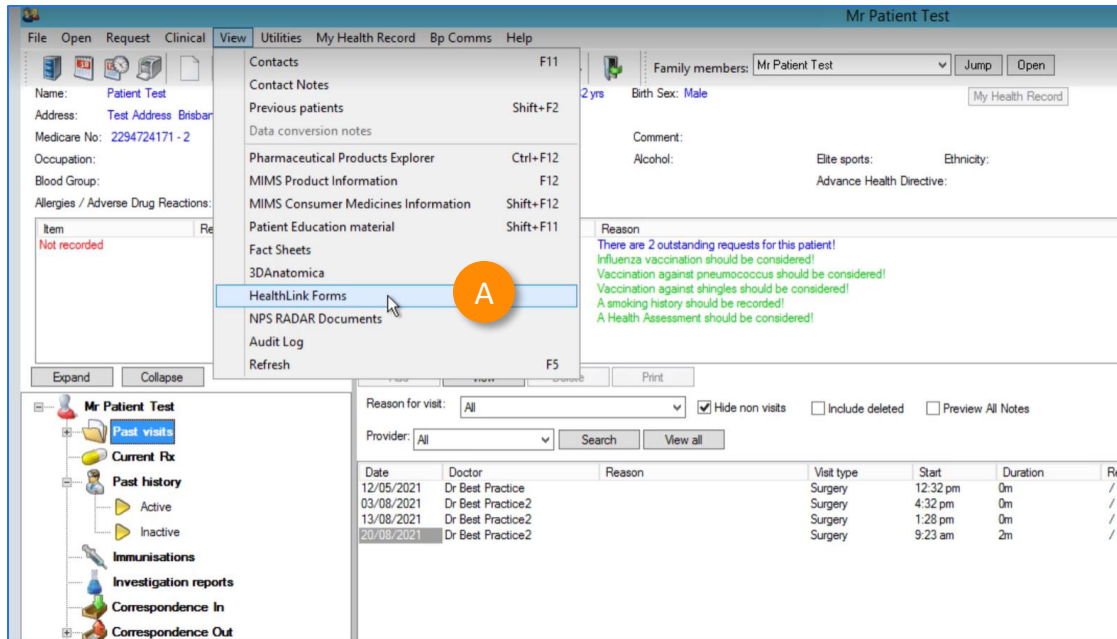 Mr Patient Test
File Open Request Clinical View Utilities My Health Record Bp Comms Help
Contacts F11
Contact Notes
Previous patients Shift+F2
Data conversion notes
Pharmaceutical Products Explorer Ctrl+F12
MIMS Product Information F12
MIMS Consumer Medicines Information Shift+F12
Patient Education material Shift+F11
Fact Sheets
3DAnatomica
HealthLink Forms
NPS RADAR Documents
Audit Log
Refresh F5
A
Family members: Mr Patient Test Jump Open
Name: Patient Test
2 yrs Birth Sex: Male My Health Record
Address: Test Address Brisbar
Medicare No: 2294724171 - 2
Comment:
Occupation:
Alcohol: Elite sports: Ethnicity:
Blood Group:
Advance Health Directive:
Allergies / Adverse Drug Reactions:
Item Re
Not recorded
Reason
There are 2 outstanding requests for this patient!
Influenza vaccination should be considered!
Vaccination against pneumococcus should be considered!
Vaccination against shingles should be considered!
A smoking history should be recorded!
A Health Assessment should be considered!
Expand Collapse
Print
Mr Patient Test
Past visits
Current Rx
Past history
Active
Inactive
Immunisations
Investigation reports
Correspondence In
Correspondence Out
Reason for visit: All Hide non visits Include deleted Preview All Notes
Provider: All Search View all
Date Doctor Reason Visit type Start Duration R
12/05/2021 Dr Best Practice Surgery 12:32 pm 0m /
03/08/2021 Dr Best Practice2 Surgery 4:32 pm 0m /
13/08/2021 Dr Best Practice2 Surgery 1:28 pm 0m /
20/08/2021 Dr Best Practice2 Surgery 9:23 am 2m /